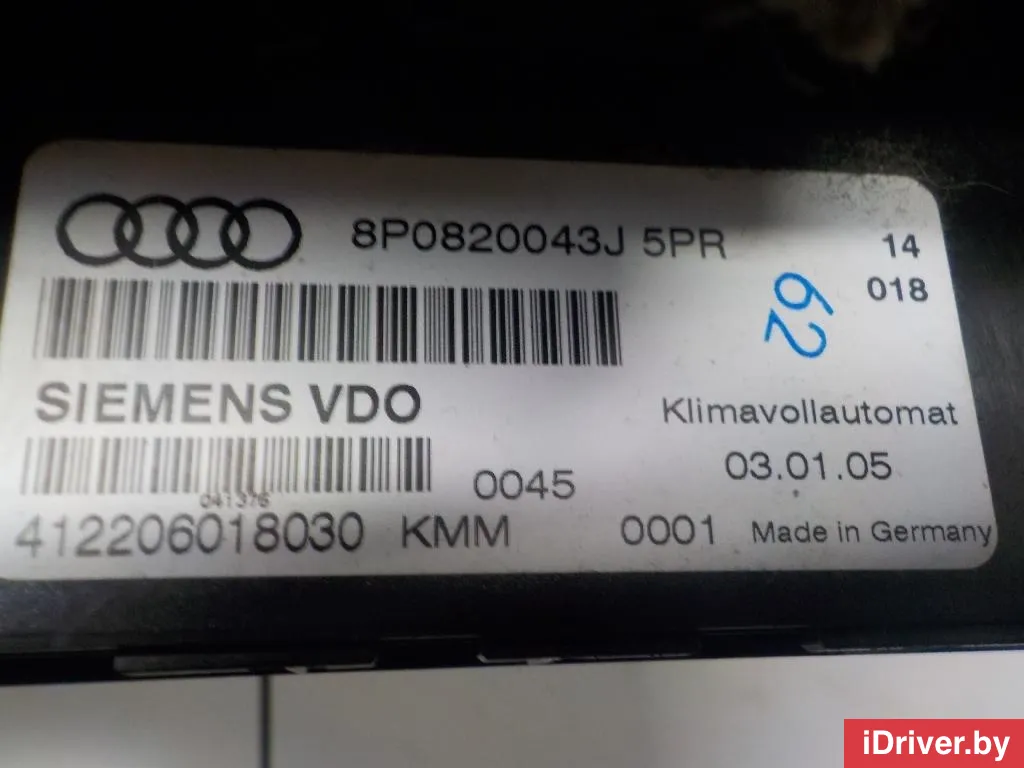 8P0820043J 5PR 14
018
62
SIEMENS VDO
Klimavollautomat
03.01.05
0045
041376
412206018030 KMM 0001 Made in Germany
iDriver.by